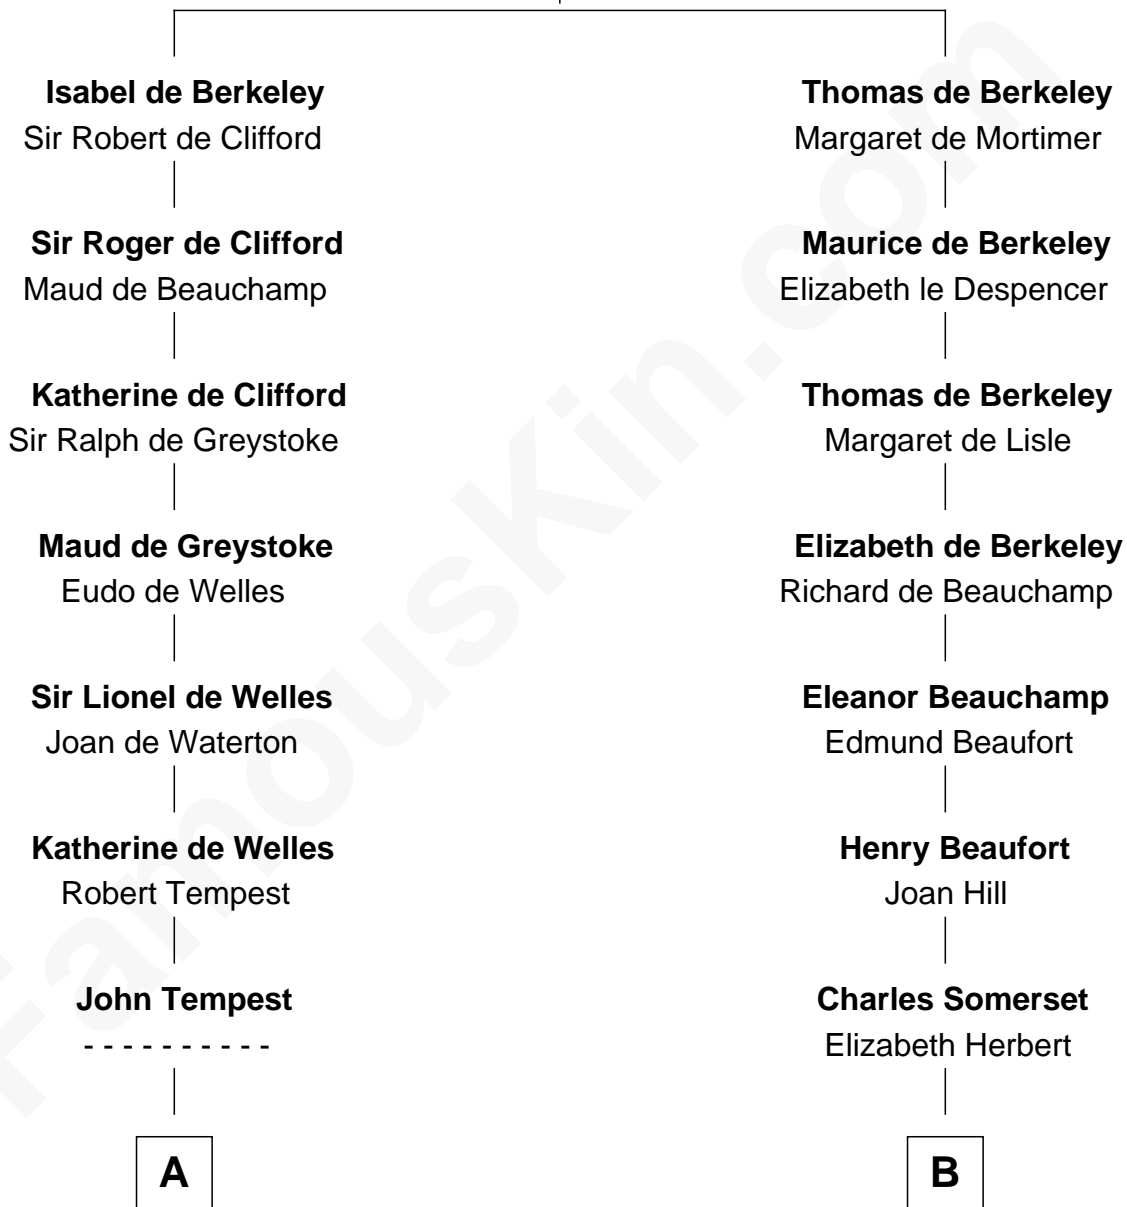 Isabel de Berkeley
Sir Robert de Clifford
Sir Roger de Clifford
Maud de Beauchamp
Katherine de Clifford
Sir Ralph de Greystoke
Maud de Greystoke
Eudo de Welles
Sir Lionel de Welles
Joan de Waterton
Katherine de Welles
Robert Tempest
John Tempest
- - - - - - - - - -
A
Thomas de Berkeley
Margaret de Mortimer
Maurice de Berkeley
Elizabeth le Despencer
Thomas de Berkeley
Margaret de Lisle
Elizabeth de Berkeley
Richard de Beauchamp
Eleanor Beauchamp
Edmund Beaufort
Henry Beaufort
Joan Hill
Charles Somerset
Elizabeth Herbert
B
FamousKin.com